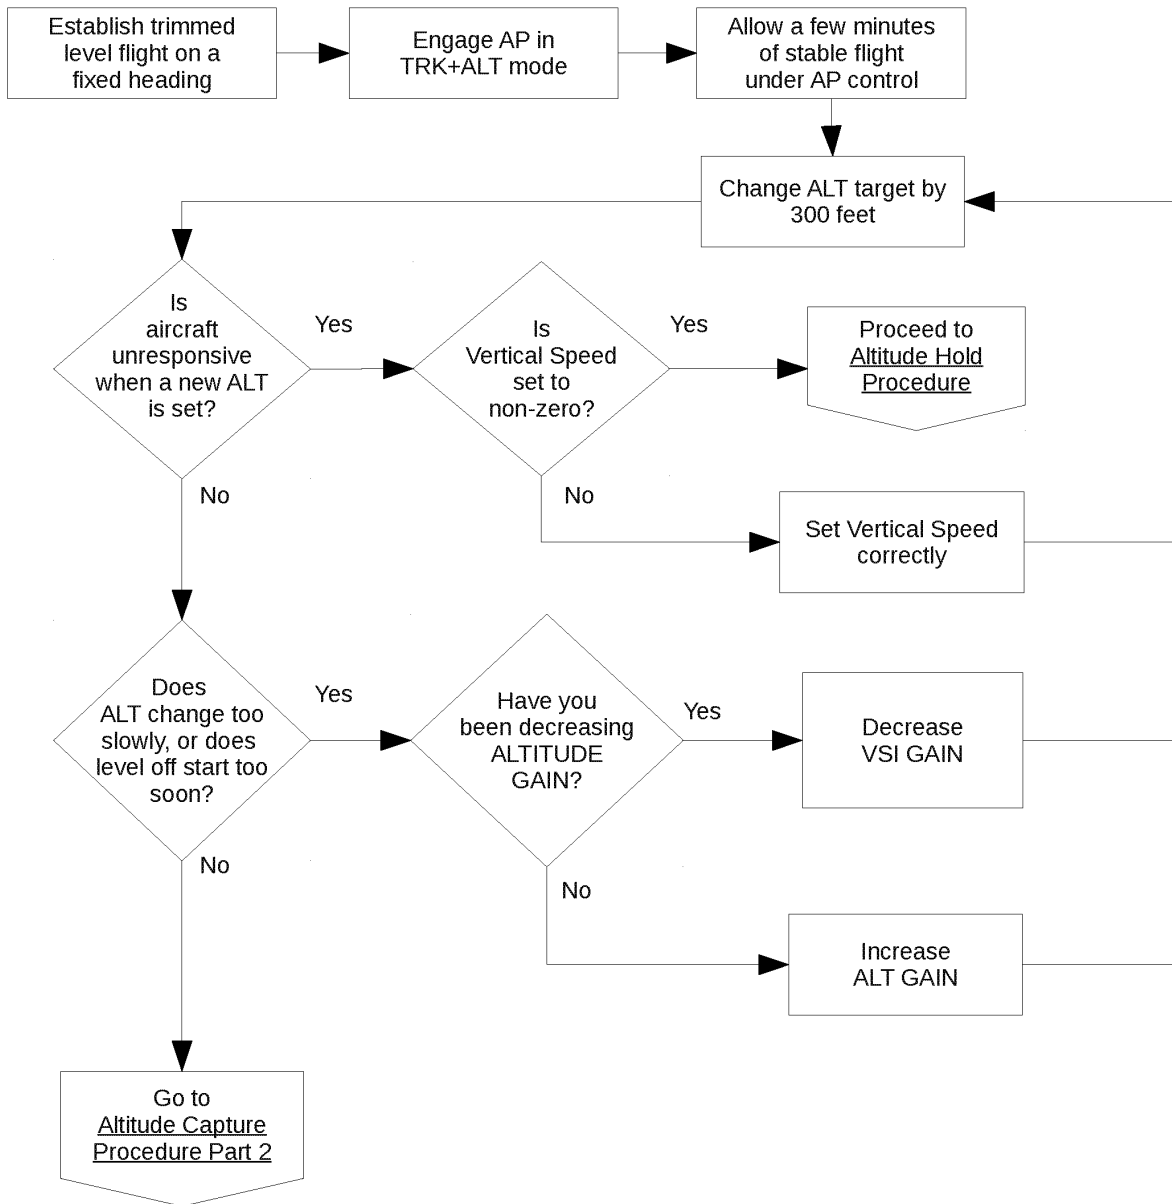 Establish trimmed
level flight on a
fixed heading
Engage AP in
TRK+ALT mode
Allow a few minutes
of stable flight
under AP control
Change ALT target by
300 feet
Is
aircraft
unresponsive
when a new ALT
is set?
Yes
Is
Vertical Speed
set to
non-zero?
Yes
Proceed to
Altitude Hold
Procedure
No
No
Set Vertical Speed
correctly
Does
ALT change too
slowly, or does
level off start too
soon?
Yes
Have you
been decreasing
ALTITUDE
GAIN?
Yes
Decrease
VSI GAIN
No
No
Increase
ALT GAIN
Go to
Altitude Capture
Procedure Part 2